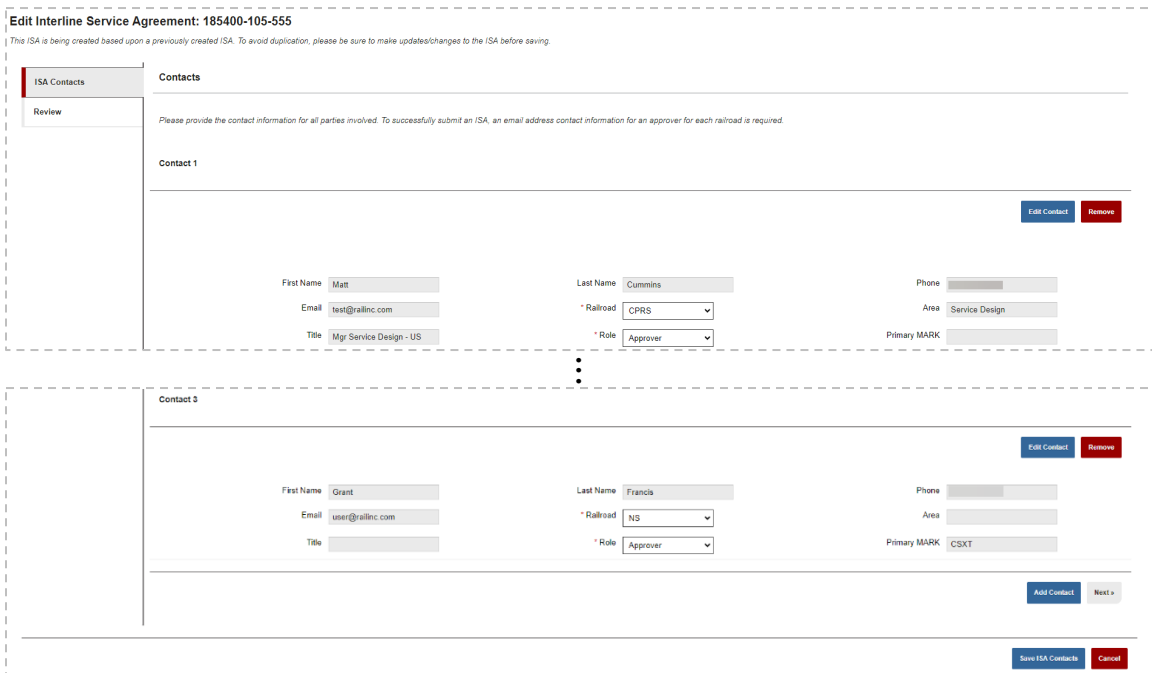 Edit Interline Service Agreement: 185400-105-555
This ISA is being created based upon a previously created ISA. To avoid duplication, please be sure to make updates/changes to the ISA before saving.
ISA Contacts
Review
Contacts
Please provide the contact information for all parties involved. To successfully submit an ISA, an email address contact information for an approver for each railroad is required.
Contact 1
Edit Contact Remove
First Name Matt Last Name Cummins Phone
Email test@railinc.com * Railroad CPRS Area Service Design
Title Mgr Service Design - US * Role Approver Primary MARK
Contact 3
Edit Contact Remove
First Name Grant Last Name Francis Phone
Email user@railinc.com * Railroad NS Area
Title * Role Approver Primary MARK CSXT
Add Contact Next »
Save ISA Contacts Cancel